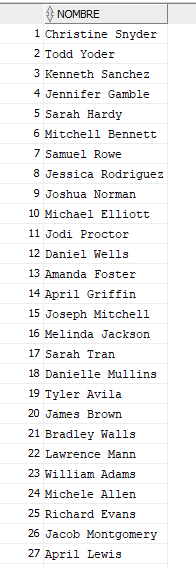 NOMBRE
1 Christine Snyder
2 Todd Yoder
3 Kenneth Sanchez
4 Jennifer Gamble
5 Sarah Hardy
6 Mitchell Bennett
7 Samuel Rowe
8 Jessica Rodriguez
9 Joshua Norman
10 Michael Elliott
11 Jodi Proctor
12 Daniel Wells
13 Amanda Foster
14 April Griffin
15 Joseph Mitchell
16 Melinda Jackson
17 Sarah Tran
18 Danielle Mullins
19 Tyler Avila
20 James Brown
21 Bradley Walls
22 Lawrence Mann
23 William Adams
24 Michele Allen
25 Richard Evans
26 Jacob Montgomery
27 April Lewis